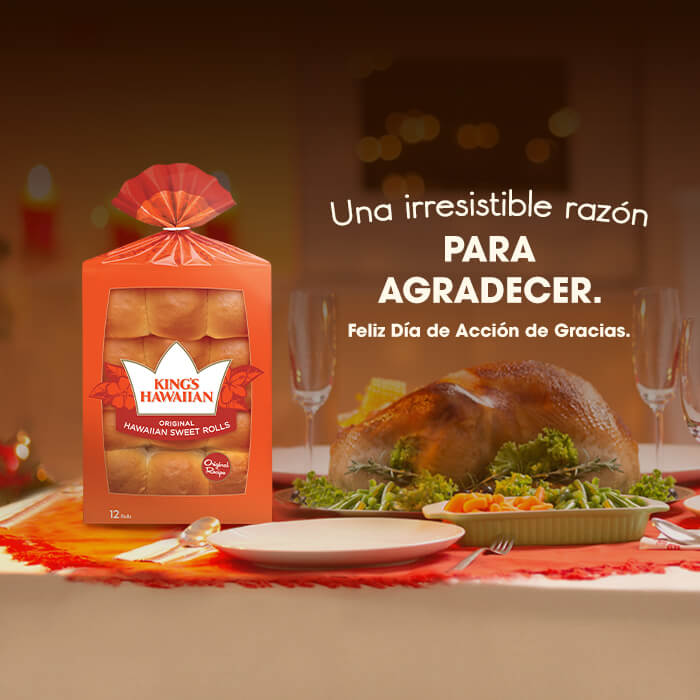 Una irresistible razón
PARA
AGRADECER.
Feliz Día de Acción de Gracias.
KING'S
HAWAIIAN
ORIGINAL
HAWAIIAN SWEET ROLLS
Original
Recipe
12 Rolls